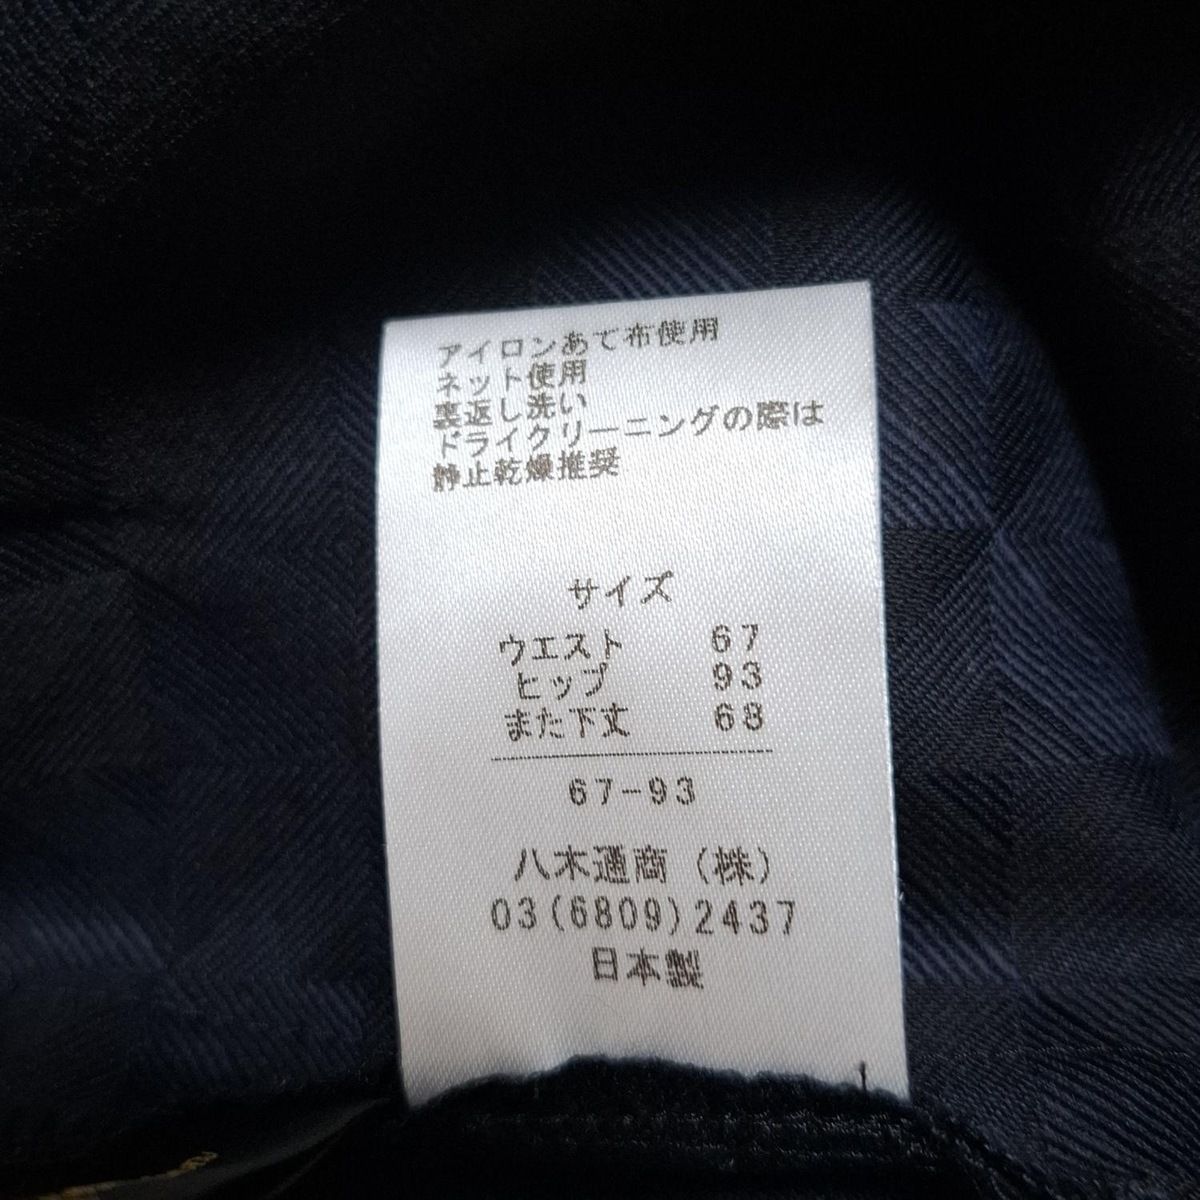 アイロンあて布使用
ネット使用
裏返し洗い
ドライクリーニングの際は
静止乾燥推奨
サイズ
ウエスト 67
ヒップ 93
また下丈 68
67-93
八木通商(株)
03(6809)2437
日本製